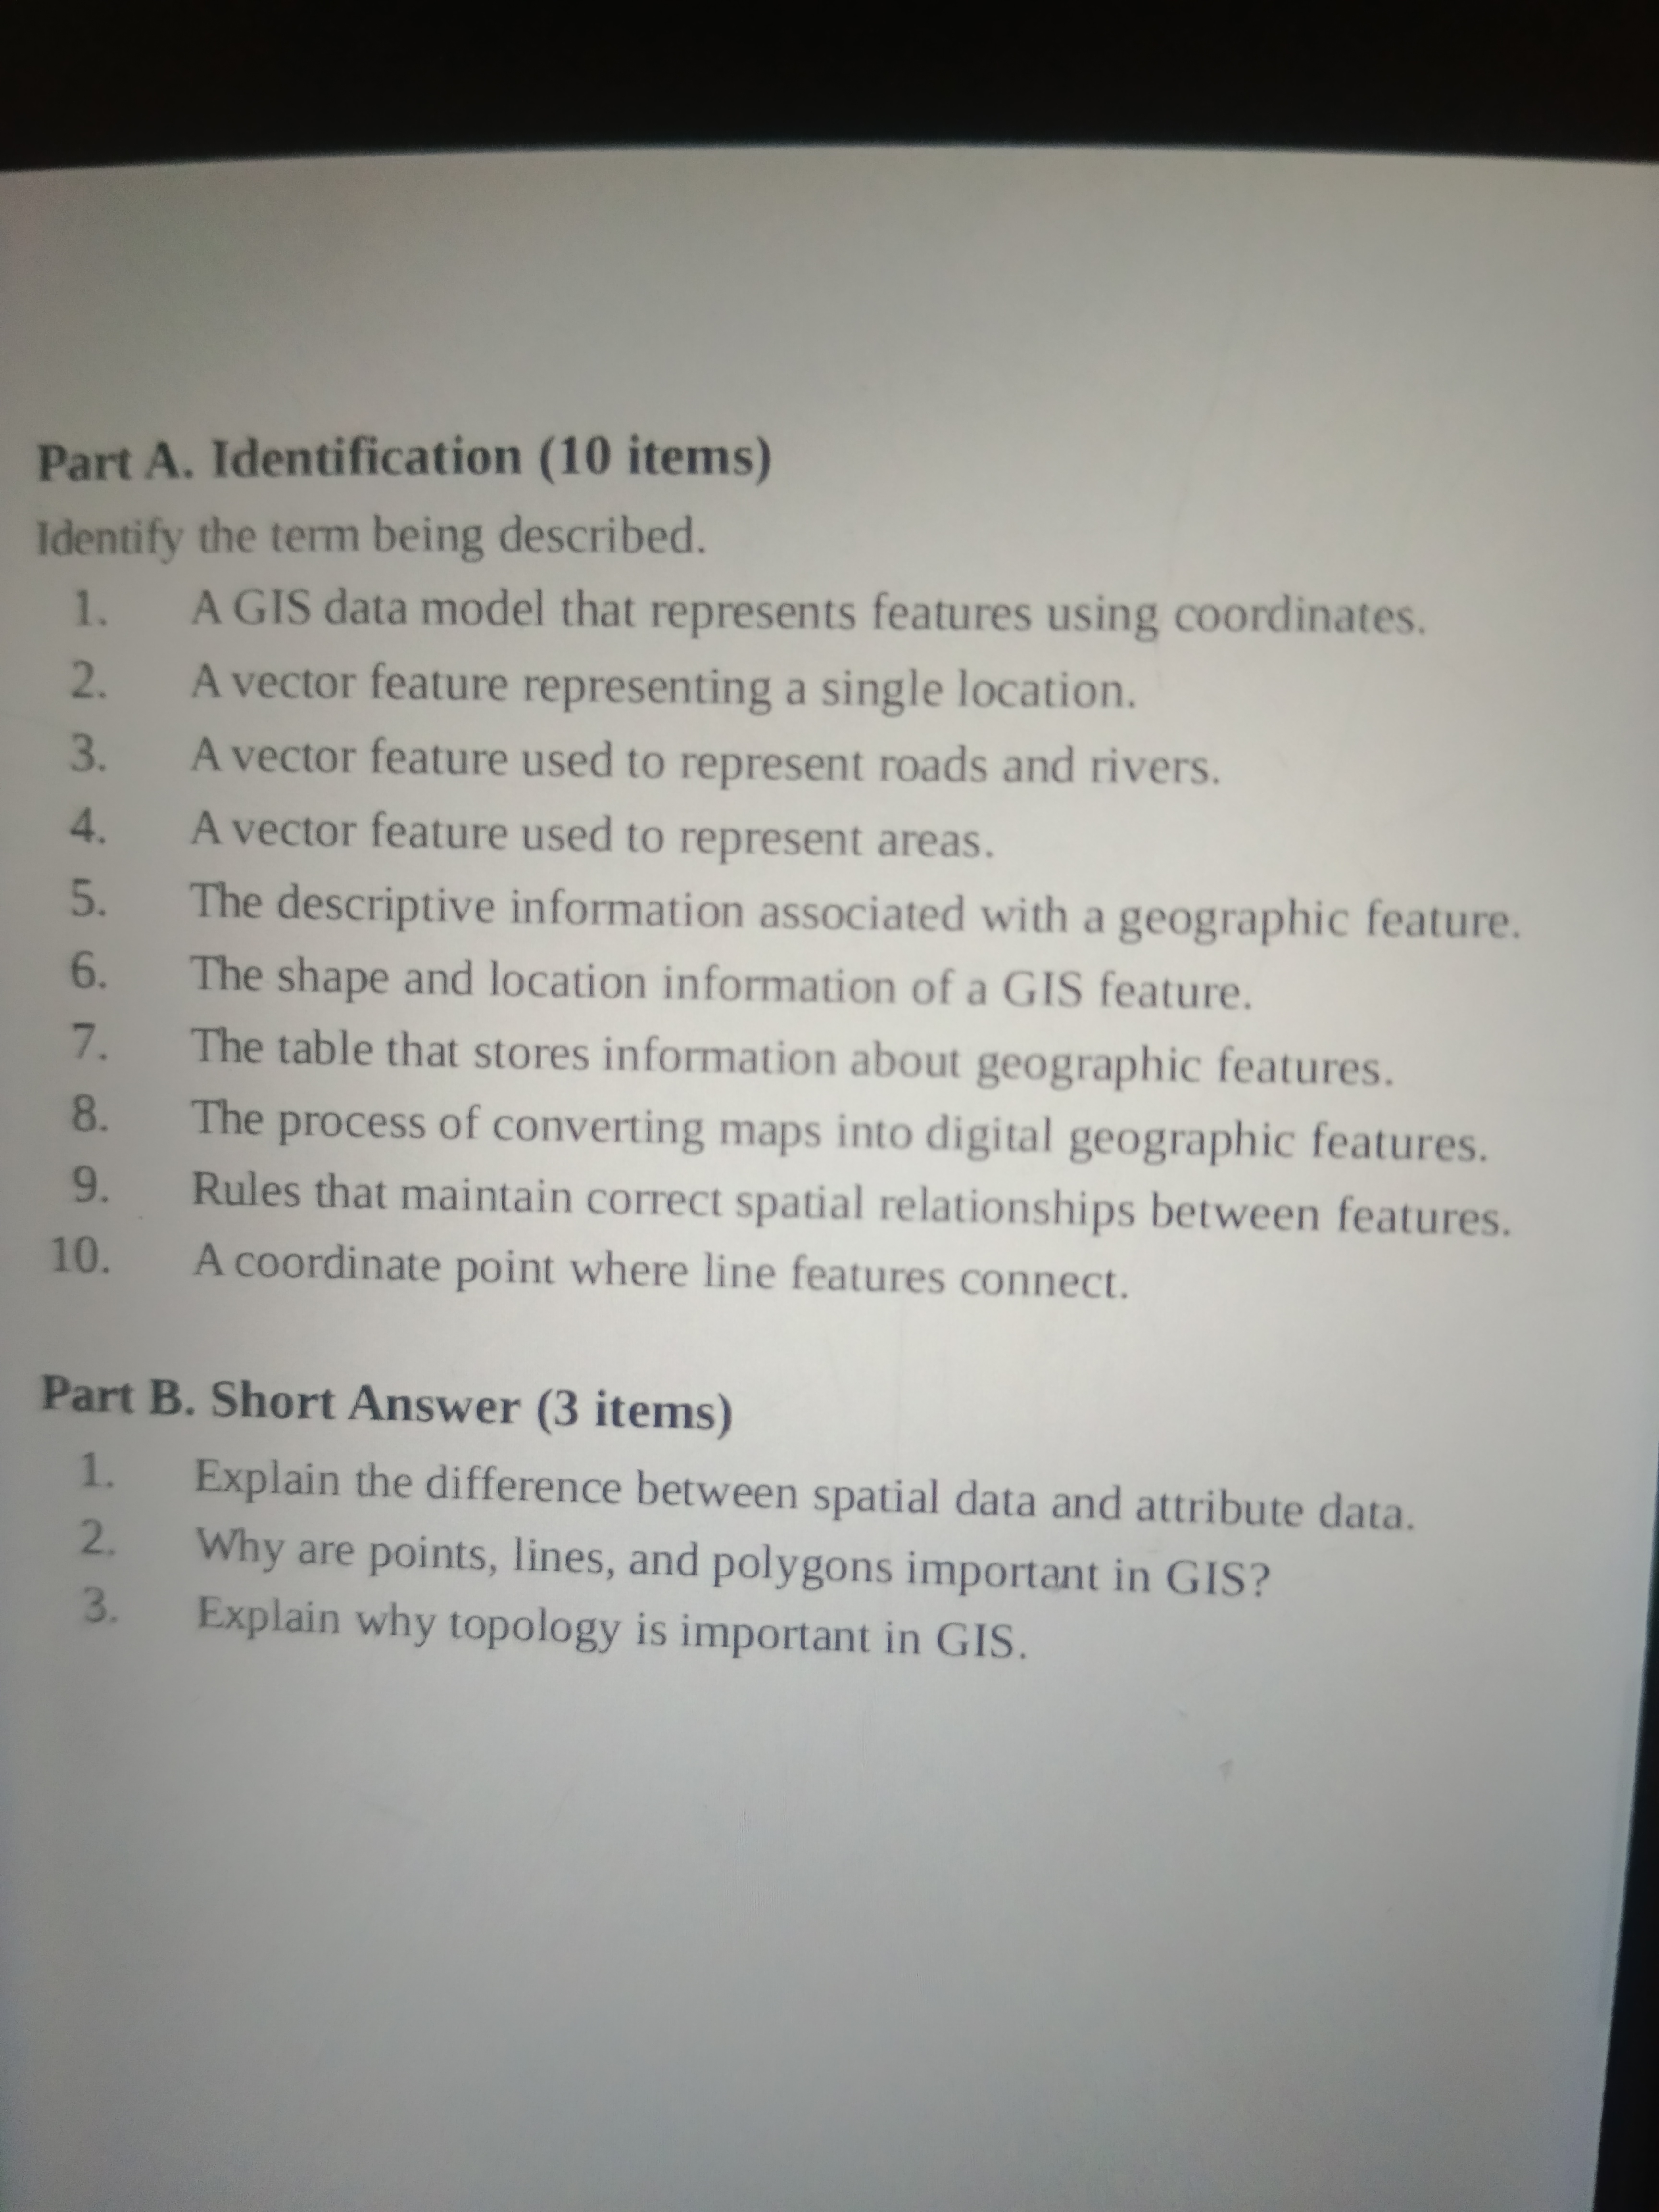 Part A. Identification (10 items)
Identify the term being described.
1. A GIS data model that represents features using coordinates.
2. A vector feature representing a single location.
3. A vector feature used to represent roads and rivers.
4. A vector feature used to represent areas.
5. The descriptive information associated with a geographic feature.
6. The shape and location information of a GIS feature.
7. The table that stores information about geographic features.
8. The process of converting maps into digital geographic features.
9. Rules that maintain correct spatial relationships between features.
10. A coordinate point where line features connect.
Part B. Short Answer (3 items)
1. Explain the difference between spatial data and attribute data.
2. Why are points, lines, and polygons important in GIS?
3. Explain why topology is important in GIS.